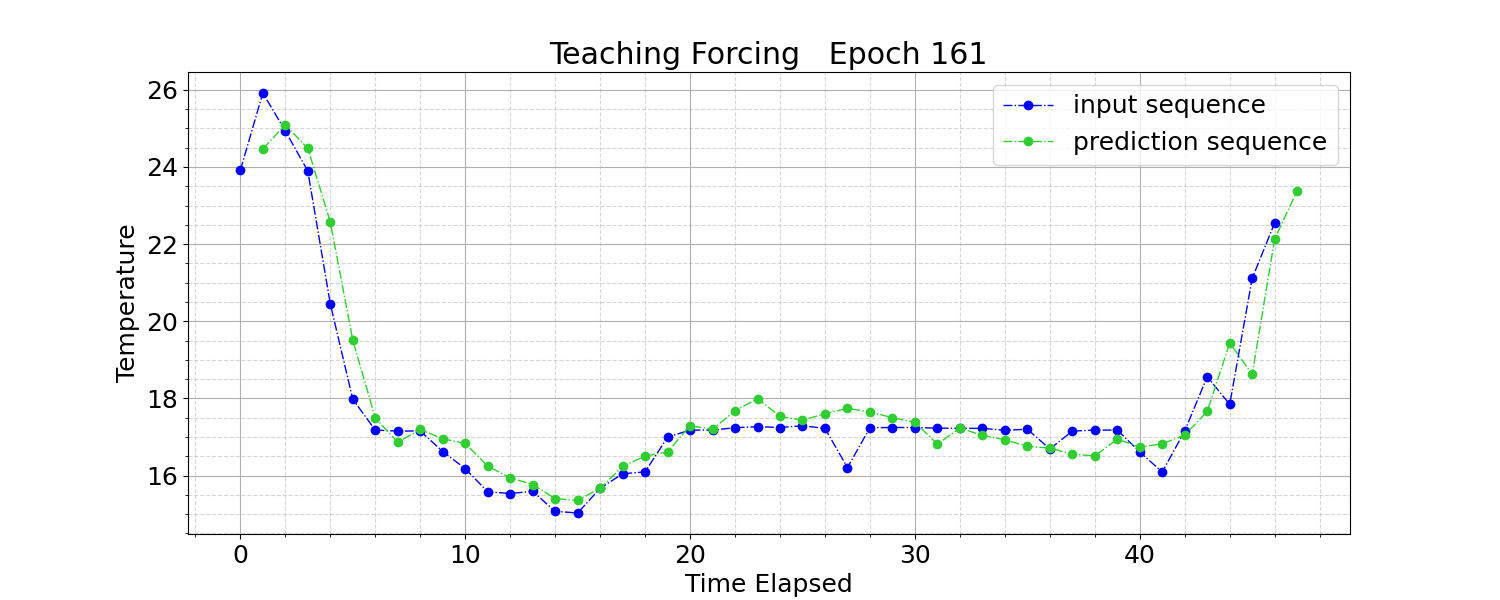 Teaching Forcing   Epoch 161
input sequence
prediction sequence
Temperature
26
24
22
20
18
16
0 10 20 30 40
Time Elapsed